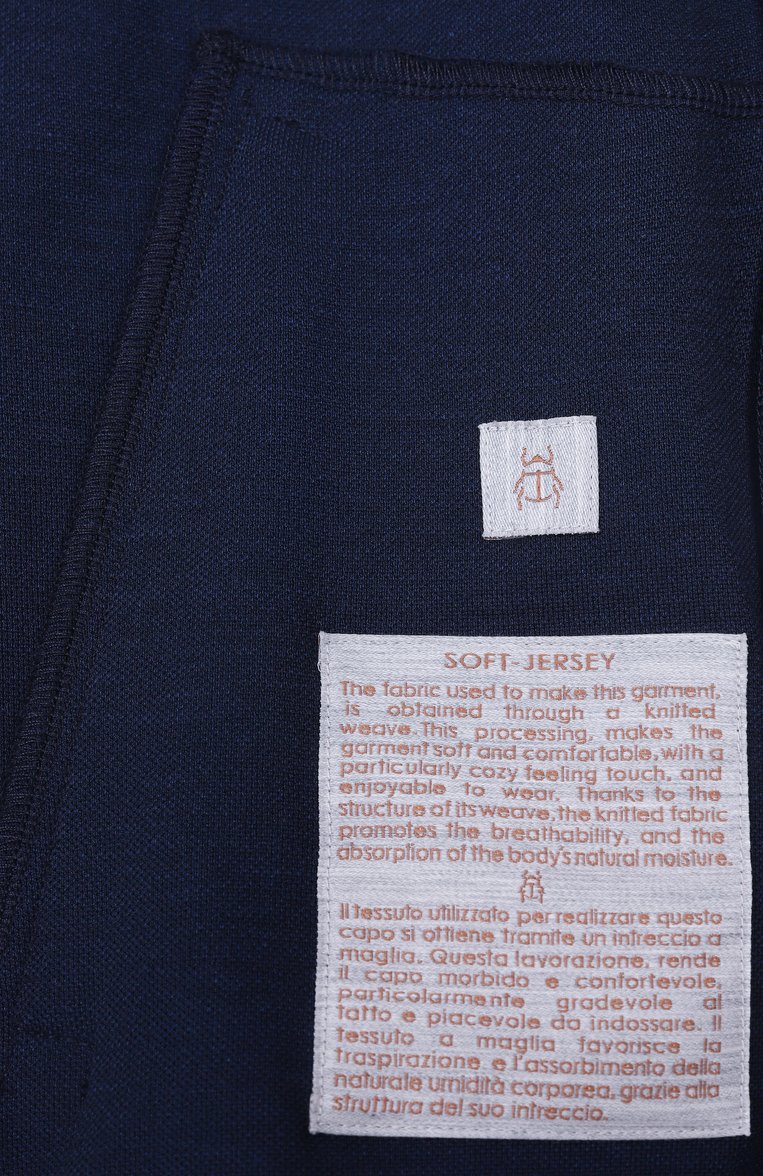 SOFT-JERSEY
The fabric used to make this garment,
is obtained through a knitted
weave.This processing, makes the
garment soft and comfortable,with a
particularly cozy feeling touch, and
enjoyable to wear. Thanks to the
structure of its weave,the knitted fabric
promotes the breathability, and the
absorption of the body's natural moisture.
Il tessuto utilizzato per realizzare questo
capo si ottiene tramite un intreccio a
maglia. Questa lavorazione, rende
il capo morbido e confortevole,
particolarmente gradevole al
tatto e piacevole da indossare. Il
tessuto a maglia favorisce la
traspirazione e l'assorbimento della
naturale umidità corporea, grazie alla
struttura del suo intreccio.